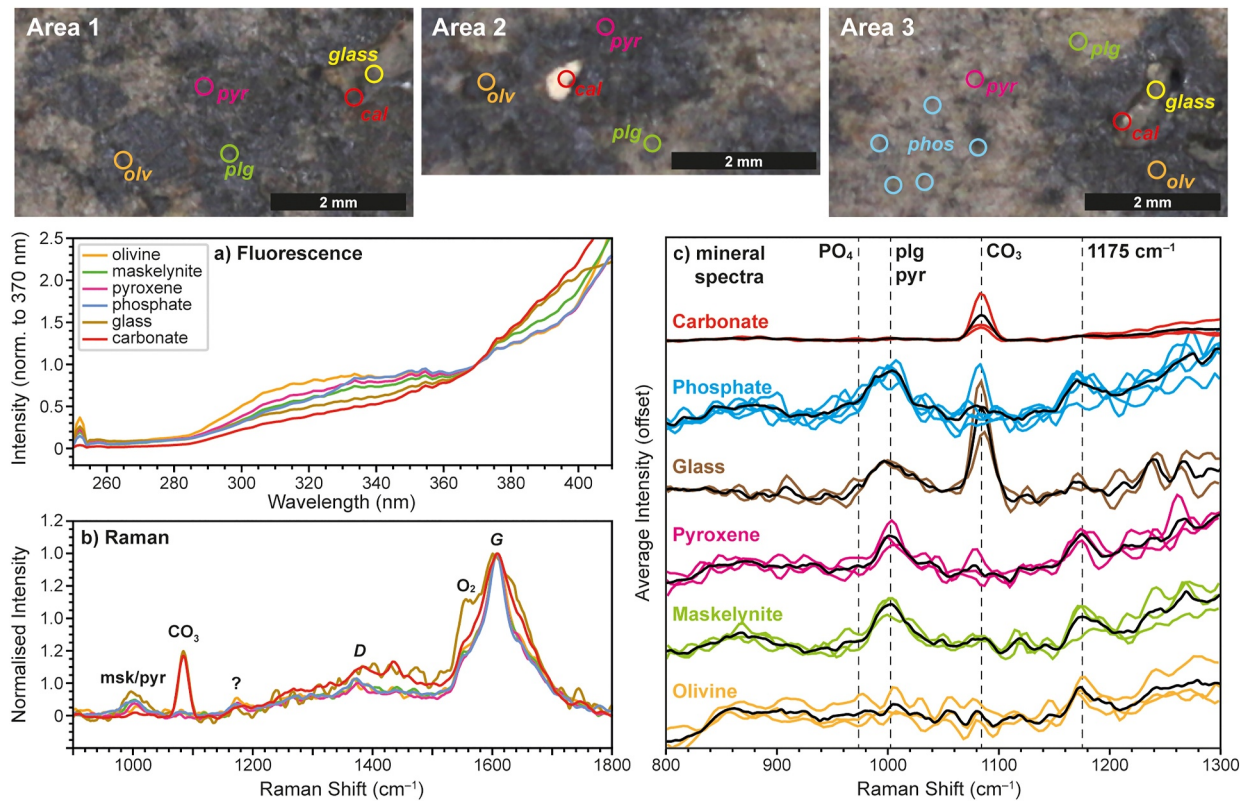 Area 1
glass
pyr
cal
olv
plg
2 mm
Area 2
pyr
olv
cal
plg
2 mm
Area 3
plg
pyr
glass
cal
phos
olv
2 mm
a) Fluorescence
olivine
maskelynite
pyroxene
phosphate
glass
carbonate
Intensity (norm. to 370 nm)
2.5
2.0
1.5
1.0
0.5
0
260 280 300 320 340 360 380 400
Wavelength (nm)
b) Raman
Normalised Intensity
1.2
1.0
1.2
1.0
1.2
1.0
0
msk/pyr
CO₃
?
D
O₂
G
1000 1200 1400 1600 1800
Raman Shift (cm⁻¹)
c) mineral
spectra
PO₄
plg
pyr
CO₃
1175 cm⁻¹
Carbonate
Phosphate
Glass
Pyroxene
Maskelynite
Olivine
Average Intensity (offset)
800 900 1000 1100 1200 1300
Raman Shift (cm⁻¹)